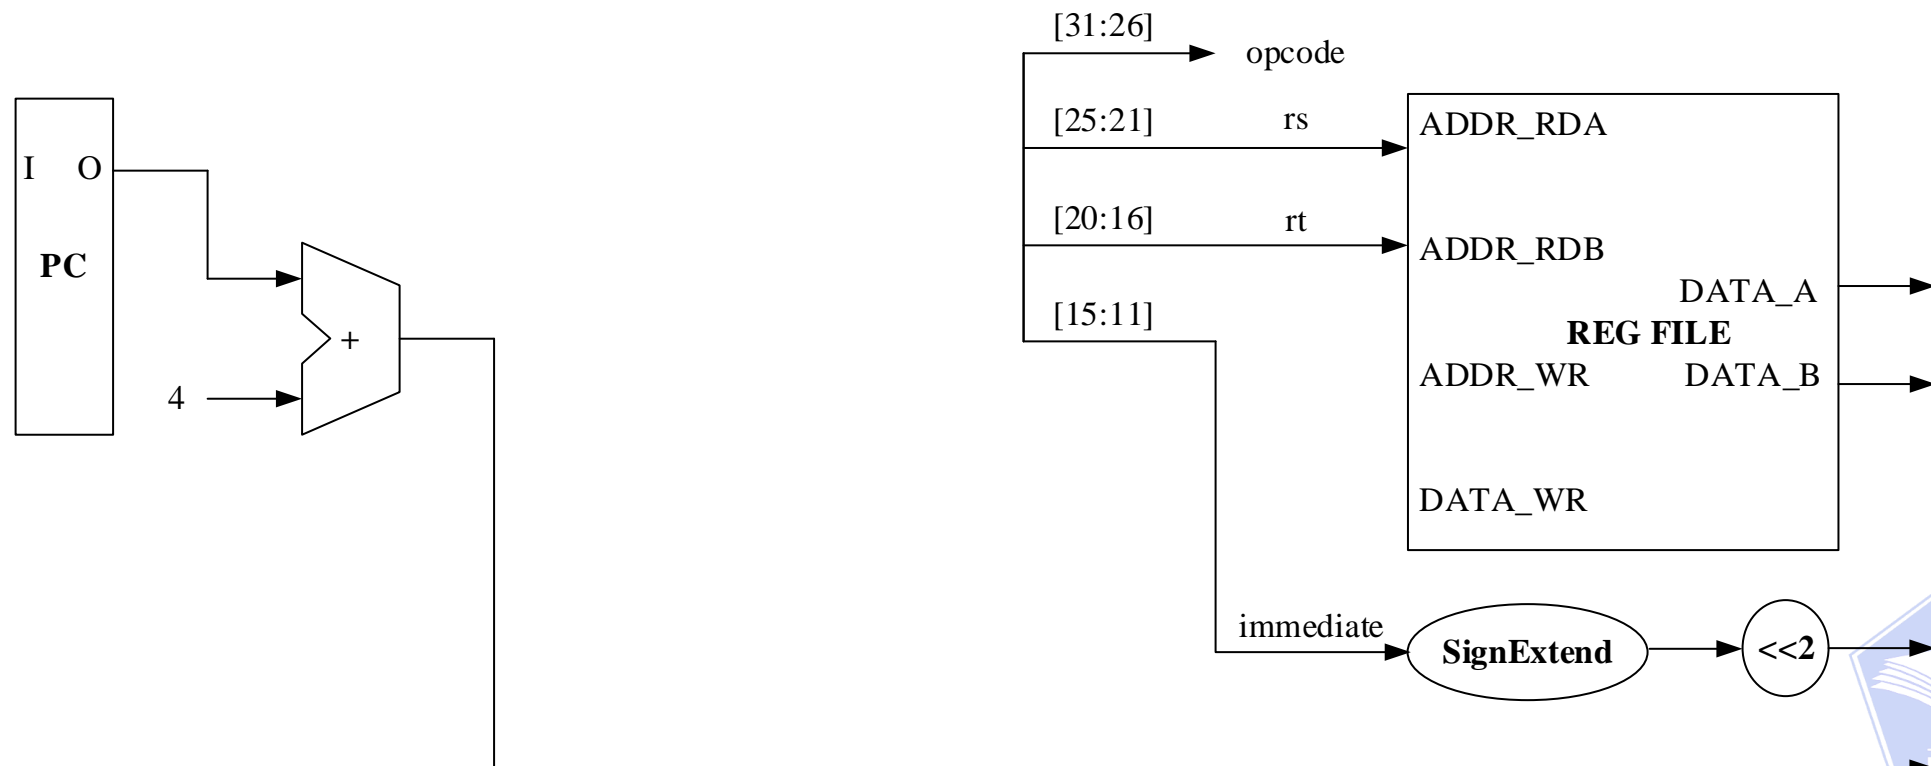 [31:26]
opcode
[25:21] rs
ADDR_RDA
I O
[20:16] rt
ADDR_RDB
PC
DATA_A
[15:11]
REG FILE
+
ADDR_WR DATA_B
4
DATA_WR
immediate
SignExtend
<<2